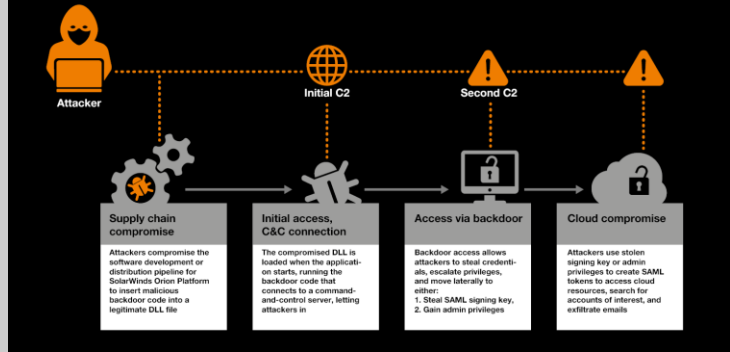 Attacker
Initial C2
Second C2
Supply chain
compromise
Attackers compromise the
software development or
distribution pipeline for
SolarWinds Orion Platform
to insert malicious
backdoor code into a
legitimate DLL file
Initial access,
C&C connection
The compromised DLL is
loaded when the applicati-
on starts, running the
backdoor code that
connects to a command-
and-control server, letting
attackers in
Access via backdoor
Backdoor access allows
attackers to steal credenti-
als, escalate privileges,
and move laterally to
either:
1. Steal SAML signing key,
2. Gain admin privileges
Cloud compromise
Attackers use stolen
signing key or admin
privileges to create SAML
tokens to access cloud
resources, search for
accounts of interest, and
exfiltrate emails